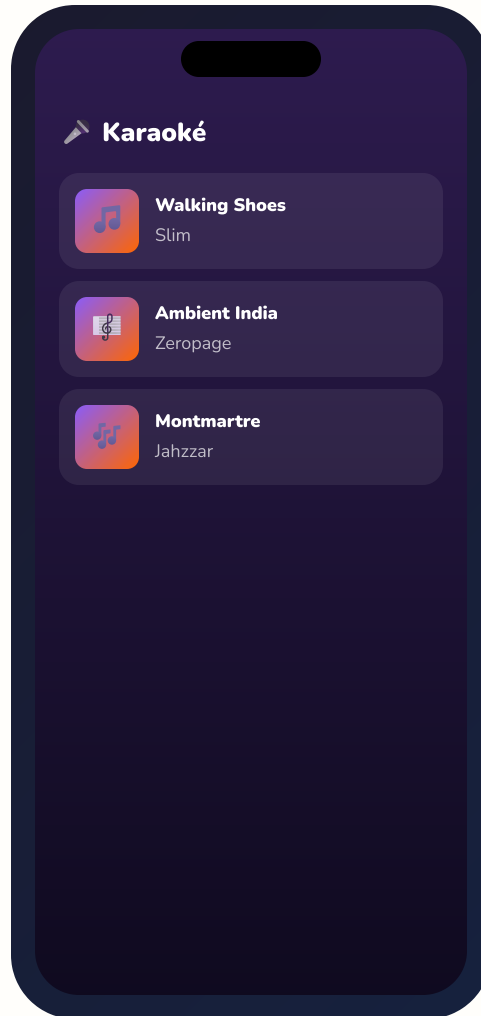 Karaoké
Walking Shoes
Slim
Ambient India
Zeropage
Montmartre
Jahzzar